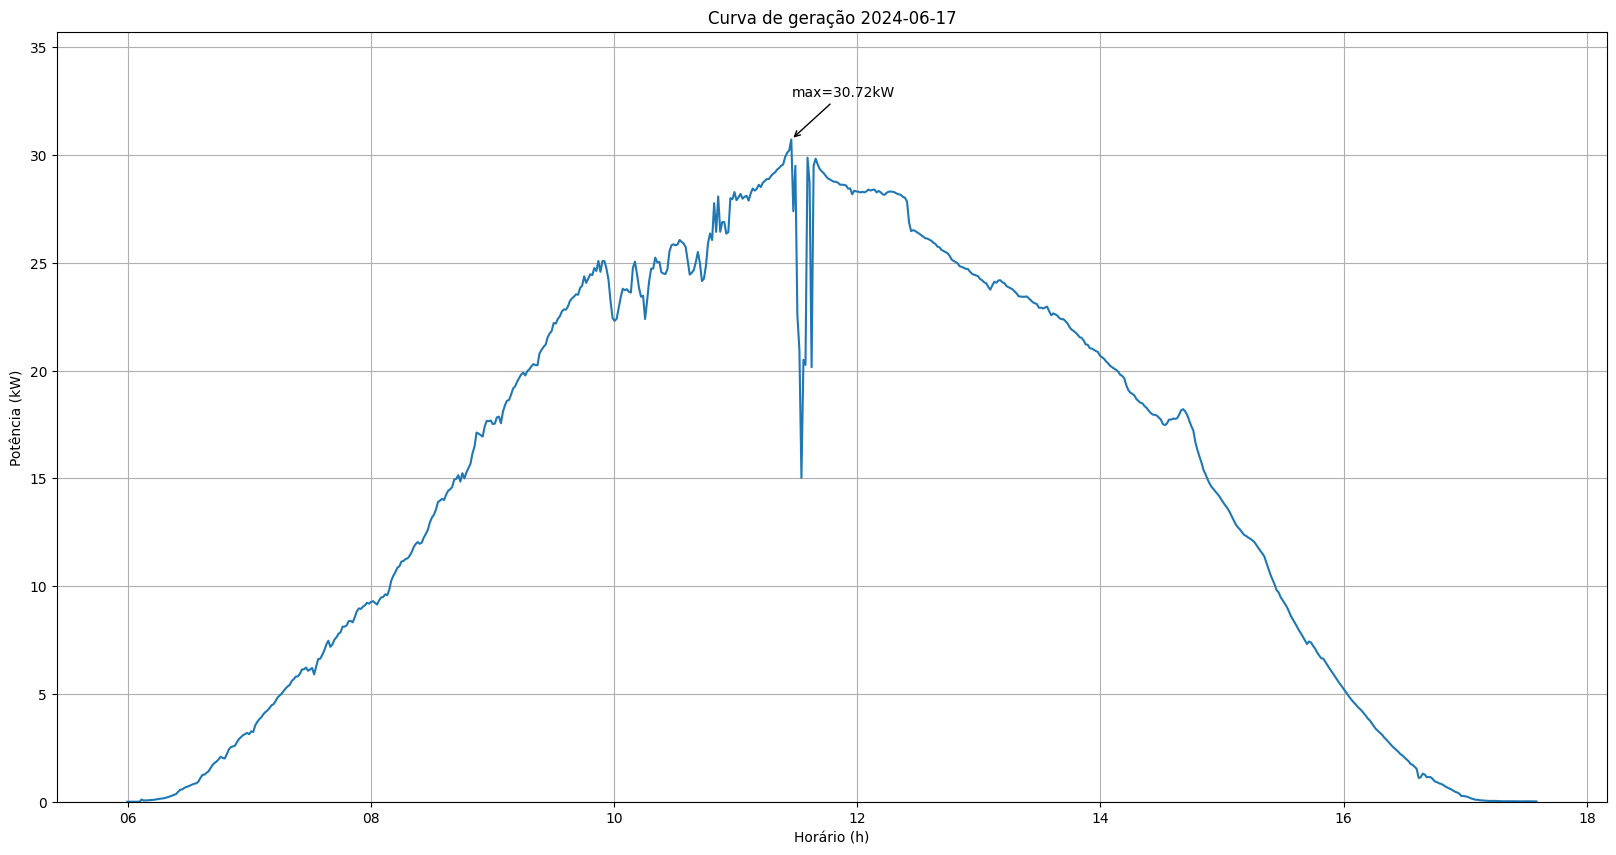 Curva de geração 2024-06-17
35
max=30.72kW
30
25
20
15
10
5
0
Potência (kW)
06 08 10 12 14 16 18
Horário (h)